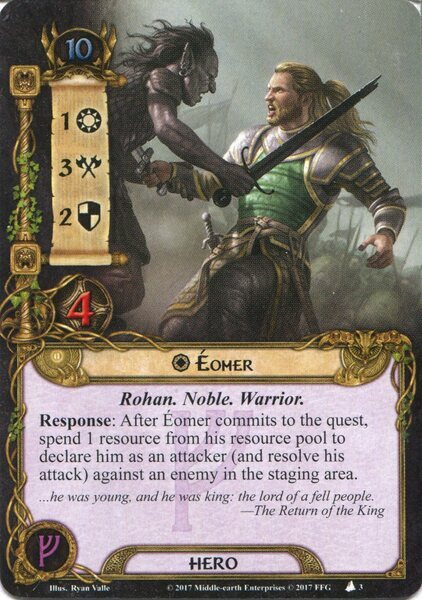 10
1
3
2
4
Éomer
Rohan. Noble. Warrior.
Response: After Éomer commits to the quest,
spend 1 resource from his resource pool to
declare him as an attacker (and resolve his
attack) against an enemy in the staging area.
...he was young, and he was king: the lord of a fell people.
—The Return of the King
HERO
Illus. Ryan Valle © 2017 Middle-earth Enterprises © 2017 FFG 3